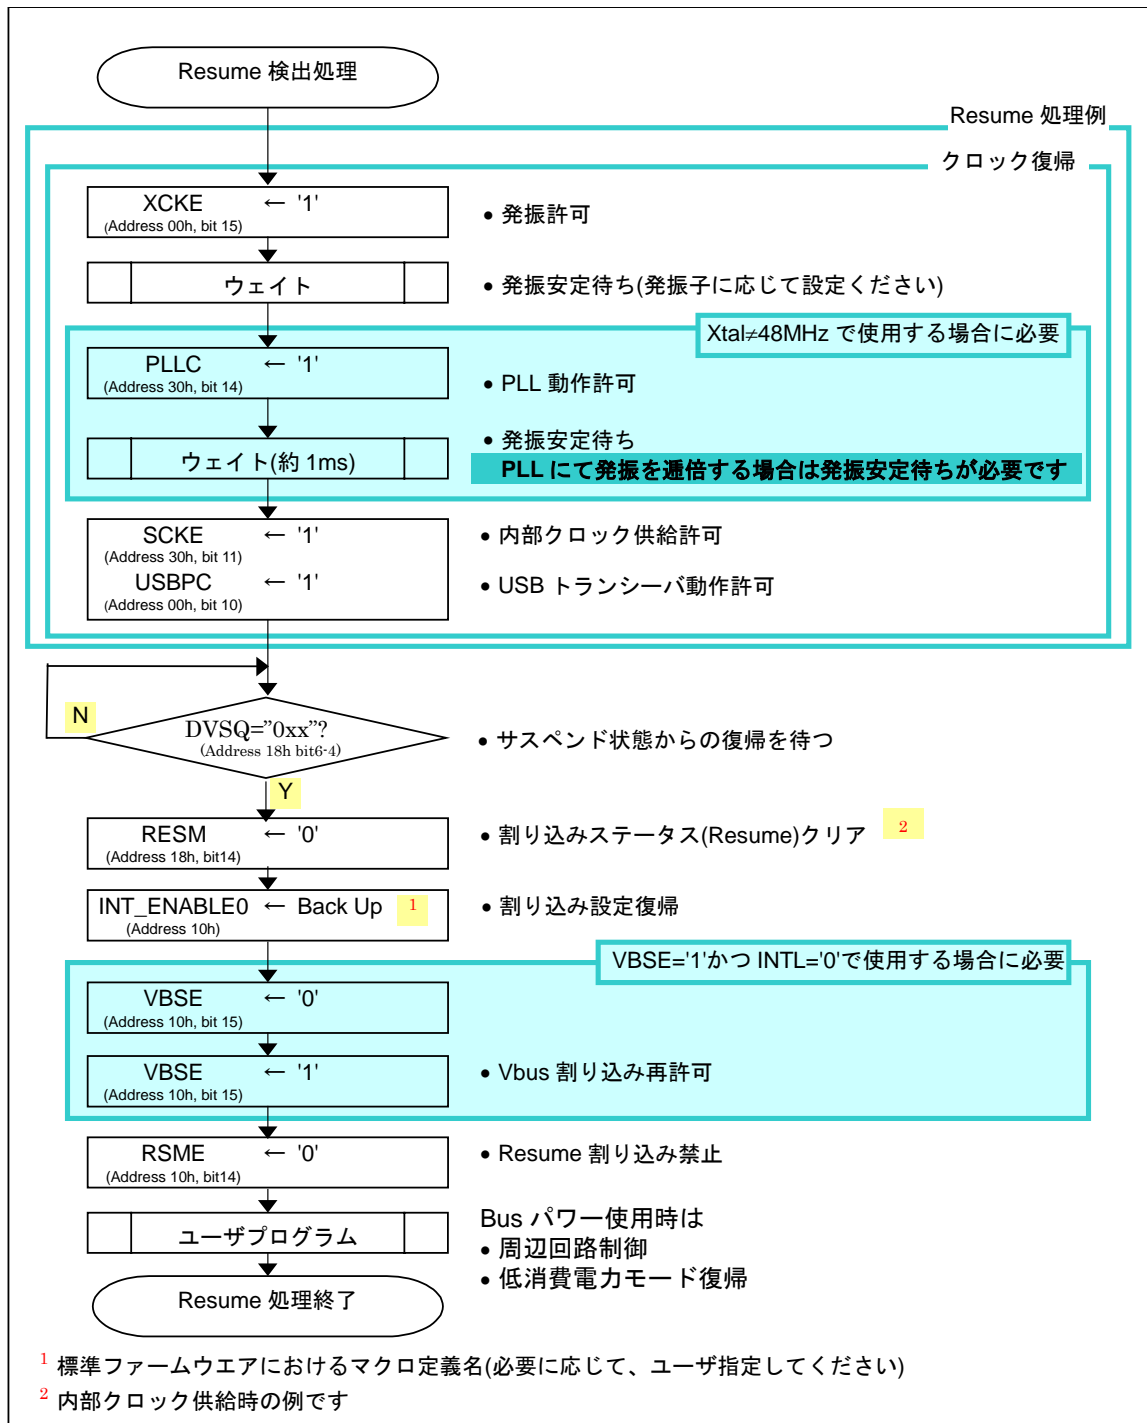 Resume 検出処理
Resume 処理例
クロック復帰
XCKE ← '1'
(Address 00h, bit 15)
• 発振許可
ウェイト
• 発振安定待ち(発振子に応じて設定ください)
Xtal≠48MHz で使用する場合に必要
PLLC ← '1'
(Address 30h, bit 14)
• PLL 動作許可
ウェイト(約 1ms)
• 発振安定待ち
PLL にて発振を逓倍する場合は発振安定待ちが必要です
SCKE ← '1'
(Address 30h, bit 11)
• 内部クロック供給許可
USBPC ← '1'
(Address 00h, bit 10)
• USB トランシーバ動作許可
N
DVSQ=”0xx”?
(Address 18h bit6-4)
• サスペンド状態からの復帰を待つ
Y
RESM ← '0'
(Address 18h, bit14)
• 割り込みステータス(Resume)クリア 2
INT_ENABLE0 ← Back Up 1
(Address 10h)
• 割り込み設定復帰
VBSE='1'かつ INTL='0'で使用する場合に必要
VBSE ← '0'
(Address 10h, bit 15)
VBSE ← '1'
(Address 10h, bit 15)
• Vbus 割り込み再許可
RSME ← '0'
(Address 10h, bit14)
• Resume 割り込み禁止
ユーザプログラム
Bus パワー使用時は
• 周辺回路制御
• 低消費電力モード復帰
Resume 処理終了
1 標準ファームウエアにおけるマクロ定義名(必要に応じて、ユーザ指定してください)
2 内部クロック供給時の例です